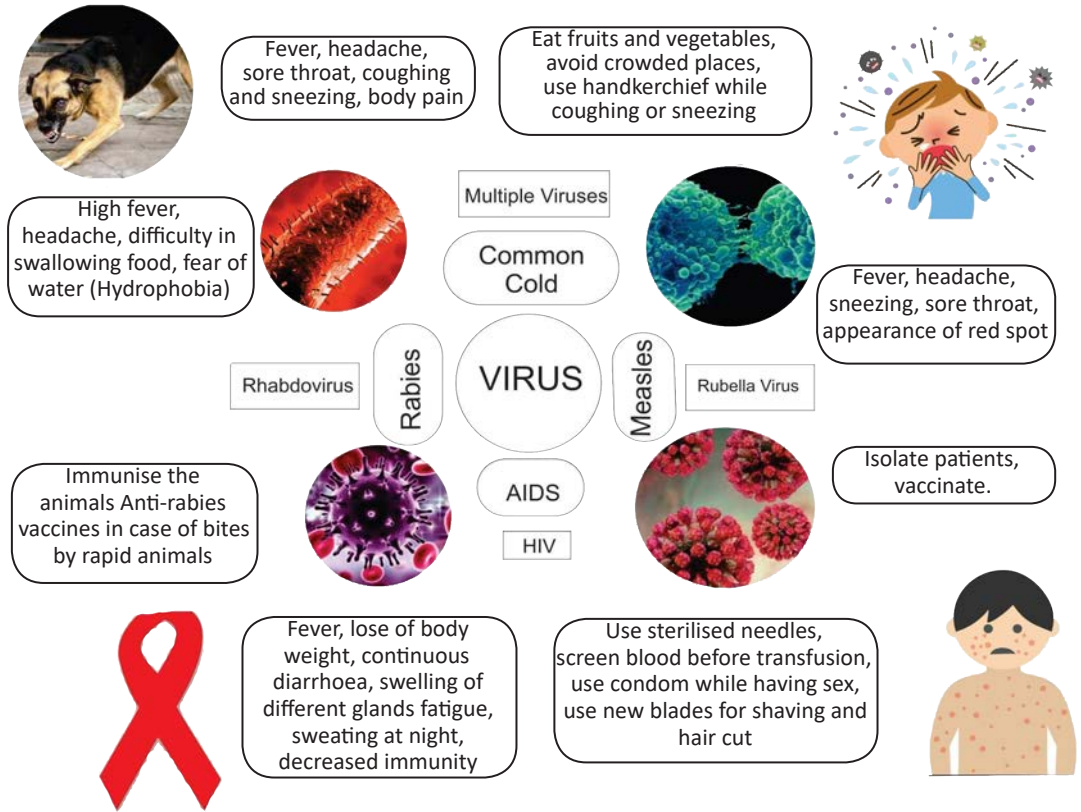 Fever, headache,
sore throat, coughing
and sneezing, body pain
Eat fruits and vegetables,
avoid crowded places,
use handkerchief while
coughing or sneezing
High fever,
headache, difficulty in
swallowing food, fear of
water (Hydrophobia)
Multiple Viruses
Common
Cold
Fever, headache,
sneezing, sore throat,
appearance of red spot
Rhabdovirus
Rabies
VIRUS
Measles
Rubella Virus
Immunise the
animals Anti-rabies
vaccines in case of bites
by rapid animals
AIDS
HIV
Isolate patients,
vaccinate.
Fever, lose of body
weight, continuous
diarrhoea, swelling of
different glands fatigue,
sweating at night,
decreased immunity
Use sterilised needles,
screen blood before transfusion,
use condom while having sex,
use new blades for shaving and
hair cut